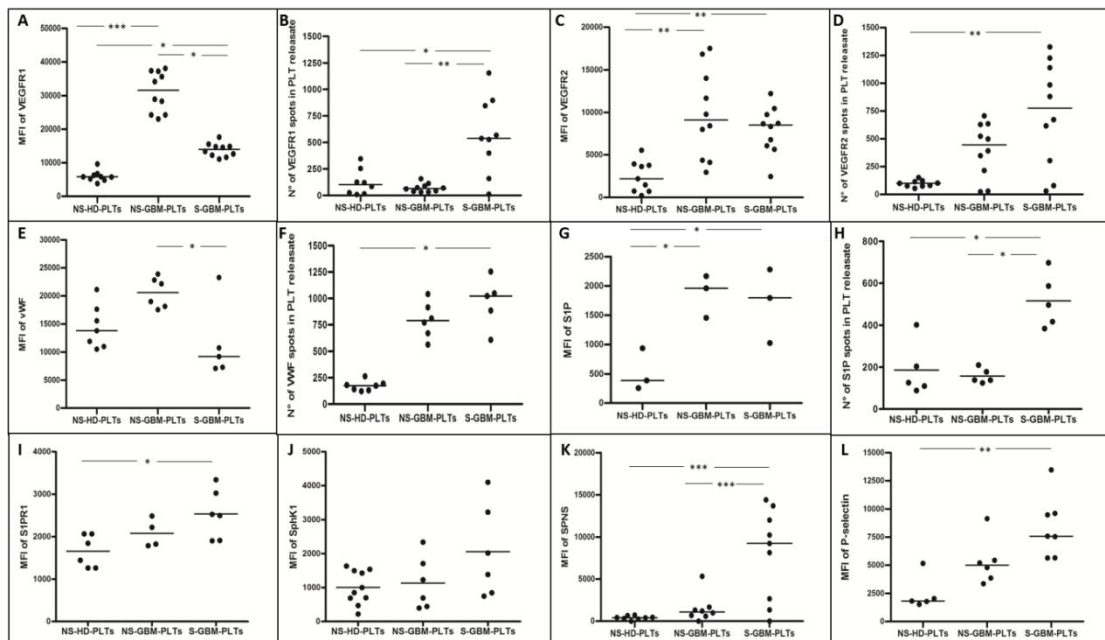 A
MFI of VEGFR1
50000
40000
30000
20000
10000
0
***
*
*
NS-HD-PLTs NS-GBM-PLTs S-GBM-PLTs
B
N° of VEGFR1 spots in PLT releasate
1500
1250
1000
750
500
250
0
*
**
NS-HD-PLTs NS-GBM-PLTs S-GBM-PLTs
C
MFI of VEGFR2
20000
15000
10000
5000
0
**
**
NS-HD-PLTs NS-GBM-PLTs S-GBM-PLTs
D
N° of VEGFR2 spots in PLT releasate
1500
1250
1000
750
500
250
0
**
NS-HD-PLTs NS-GBM-PLTs S-GBM-PLTs
E
MFI of vWF
30000
25000
20000
15000
10000
5000
0
*
NS-HD-PLTs NS-GBM-PLTs S-GBM-PLTs
F
N° of VWF spots in PLT releasate
1500
1250
1000
750
500
250
0
*
NS-HD-PLTs NS-GBM-PLTs S-GBM-PLTs
G
MFI of S1P
2500
2000
1500
1000
500
0
*
*
NS-HD-PLTs NS-GBM-PLTs S-GBM-PLTs
H
N° of S1P spots in PLT releasate
800
600
400
200
0
*
*
NS-HD-PLTs NS-GBM-PLTs S-GBM-PLTs
I
MFI of S1PR1
4000
3000
2000
1000
0
*
NS-HD-PLTs NS-GBM-PLTs S-GBM-PLTs
J
MFI of SphK1
5000
4000
3000
2000
1000
0
NS-HD-PLTs NS-GBM-PLTs S-GBM-PLTs
K
MFI of SPNS
20000
15000
10000
5000
0
***
***
NS-HD-PLTs NS-GBM-PLTs S-GBM-PLTs
L
MFI of P-selectin
15000
12500
10000
7500
5000
2500
0
**
NS-HD-PLTs NS-GBM-PLTs S-GBM-PLTs